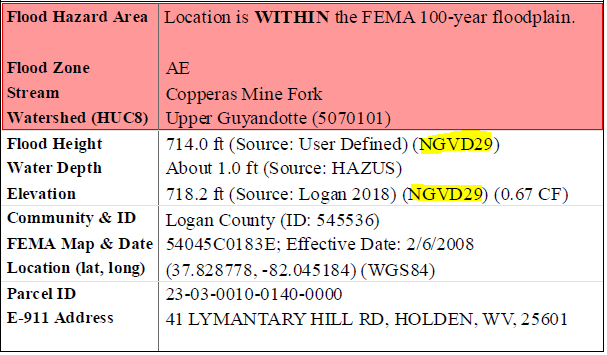 Flood Hazard Area Location is WITHIN the FEMA 100-year floodplain.
Flood Zone AE
Stream Copperas Mine Fork
Watershed (HUC8) Upper Guyandotte (5070101)
Flood Height 714.0 ft (Source: User Defined) (NGVD29)
Water Depth About 1.0 ft (Source: HAZUS)
Elevation 718.2 ft (Source: Logan 2018) (NGVD29) (0.67 CF)
Community & ID Logan County (ID: 545536)
FEMA Map & Date 54045C0183E; Effective Date: 2/6/2008
Location (lat, long) (37.828778, -82.045184) (WGS84)
Parcel ID 23-03-0010-0140-0000
E-911 Address 41 LYMANTARY HILL RD, HOLDEN, WV, 25601